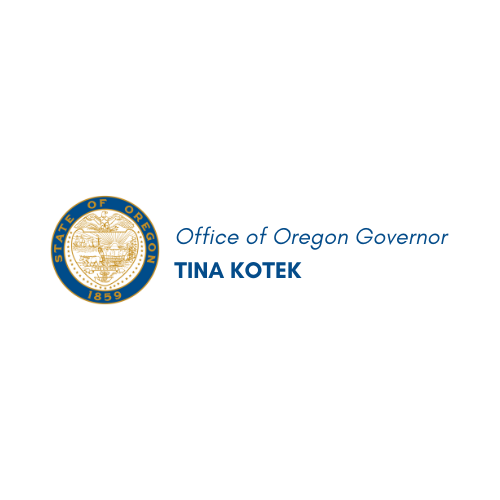 STATE OF OREGON
1859
Office of Oregon Governor
TINA KOTEK